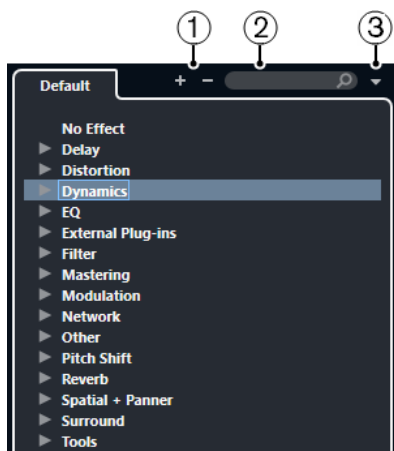 1 2 3
Default + −
No Effect
Delay
Distortion
Dynamics
EQ
External Plug-ins
Filter
Mastering
Modulation
Network
Other
Pitch Shift
Reverb
Spatial + Panner
Surround
Tools